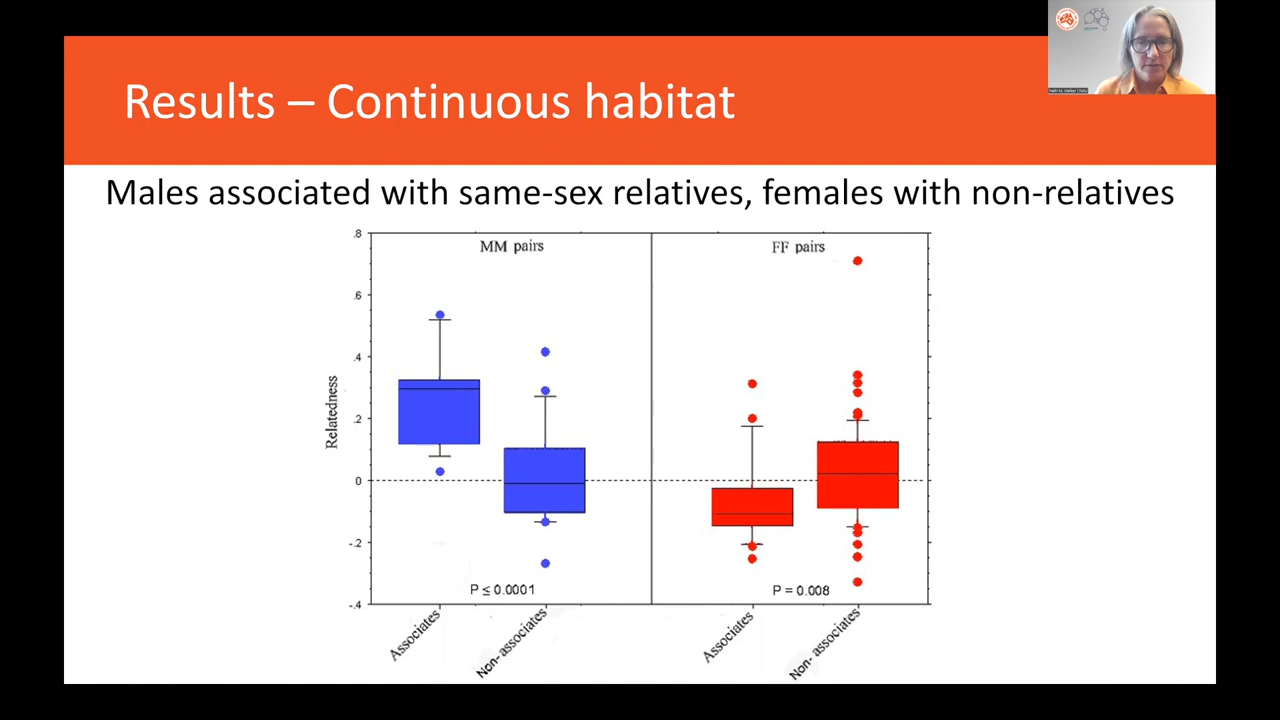 Results – Continuous habitat
Males associated with same-sex relatives, females with non-relatives
MM pairs
FF pairs
.8
.6
.4
.2
0
-.2
-.4
Relatedness
P ≤ 0.0001
P = 0.008
Associates
Non- associates
Associates
Non- associates